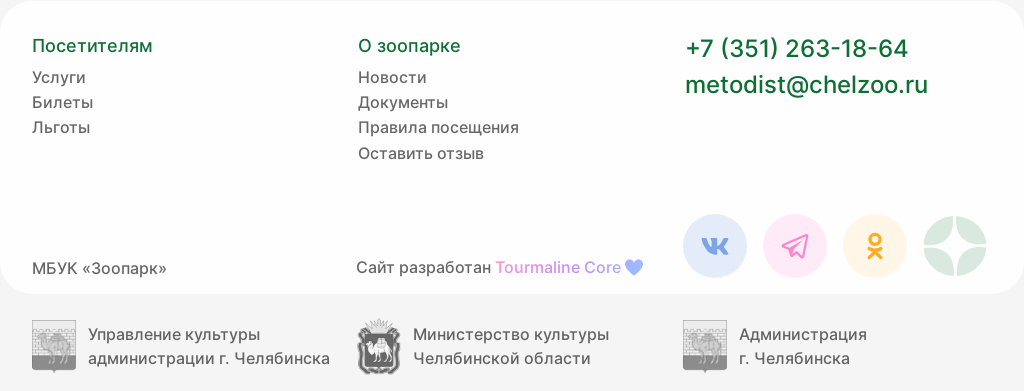 Посетителям
Услуги
Билеты
Льготы
О зоопарке
Новости
Документы
Правила посещения
Оставить отзыв
+7 (351) 263-18-64
metodist@chelzoo.ru
МБУК «Зоопарк»
Сайт разработан Tourmaline Core
Управление культуры
администрации г. Челябинска
Министерство культуры
Челябинской области
Администрация
г. Челябинска